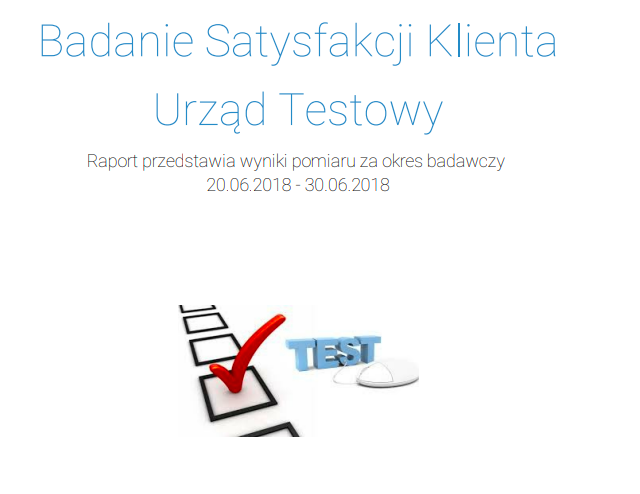 Badanie Satysfakcji Klienta
Urząd Testowy
Raport przedstawia wyniki pomiaru za okres badawczy
20.06.2018 - 30.06.2018
TEST